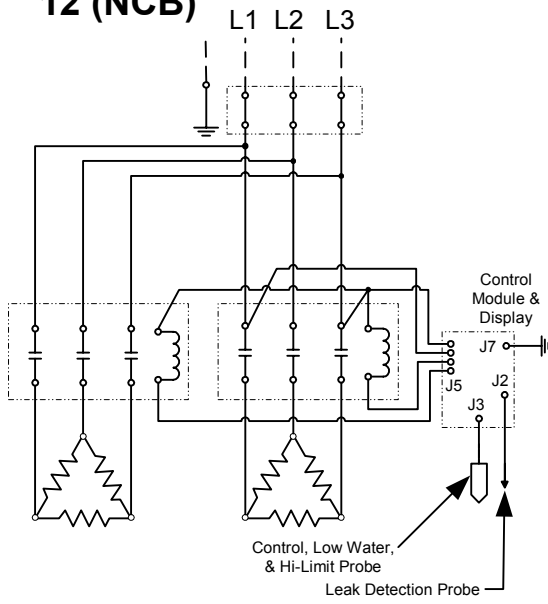 12 (NCB)
L1 L2 L3
Control
Module &
Display
J7
J5
J2
J3
Control, Low Water,
& Hi-Limit Probe
Leak Detection Probe